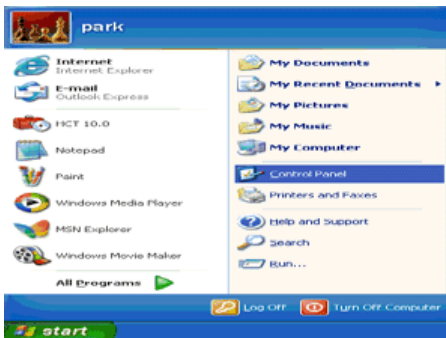 park
Internet
Internet Explorer
E-mail
Outlook Express
HCT 10.0
Notepad
Paint
Windows Media Player
MSN Explorer
Windows Movie Maker
All Programs
My Documents
My Recent Documents
My Pictures
My Music
My Computer
Control Panel
Printers and Faxes
Help and Support
Search
Run...
Log Off
Turn Off Computer
start